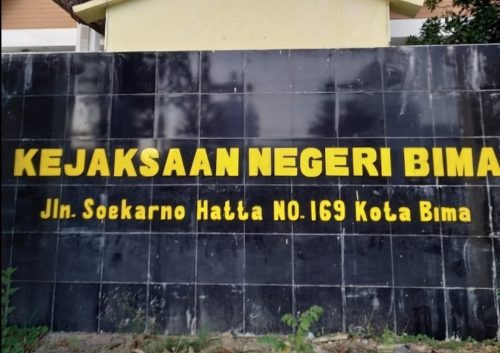 KEJAKSAAN NEGERI BIMA
Jln. Soekarno Hatta NO. 169 Kota Bima